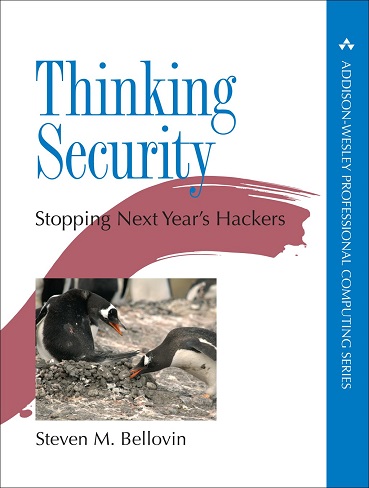 Thinking
Security
Stopping Next Year's Hackers
Steven M. Bellovin
ADDISON-WESLEY PROFESSIONAL COMPUTING SERIES